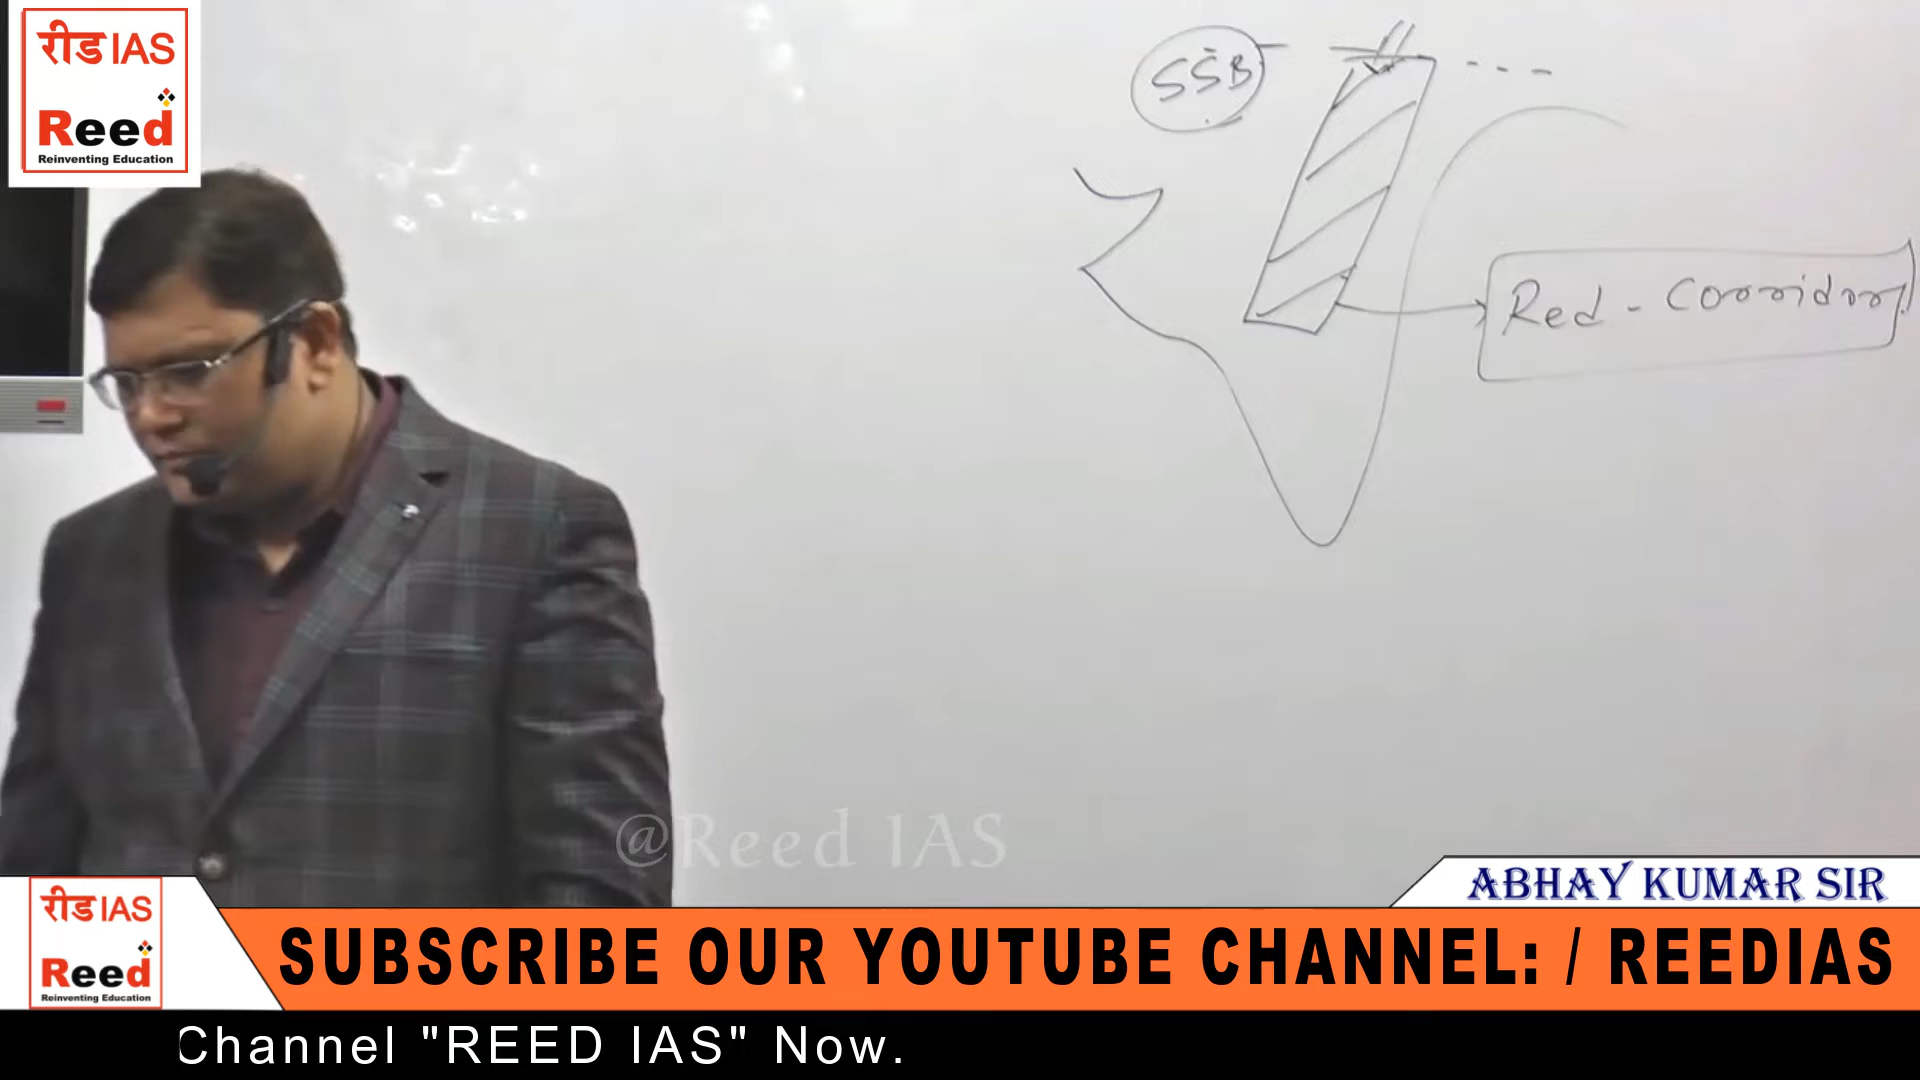 रीडIAS
Reed
Reinventing Education
SSB
Red-Corridor
@Reed IAS
ABHAY KUMAR SIR
रीडIAS
Reed
Reinventing Education
SUBSCRIBE OUR YOUTUBE CHANNEL: / REEDIAS
Channel "REED IAS" Now.